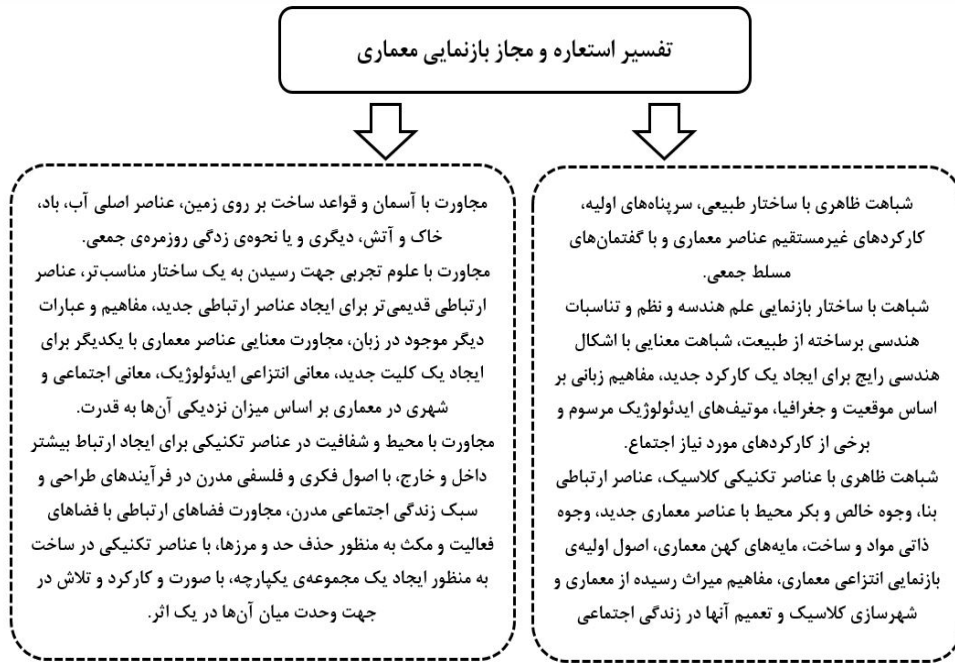 تفسیر استعاره و مجاز بازنمایی معماری
شباهت ظاهری با ساختار طبیعی، سرپناه‌های اولیه،
کارکردهای غیرمستقیم عناصر معماری و با گفتمان‌های
مسلط جمعی.
شباهت با ساختار بازنمایی علم هندسه و نظم و تناسبات
هندسی برساخته از طبیعت، شباهت معنایی با اشکال
هندسی رایج برای ایجاد یک کارکرد جدید، مفاهیم زبانی بر
اساس موقعیت و جغرافیا، موتیف‌های ایدئولوژیک مرسوم و
برخی از کارکردهای مورد نیاز اجتماع.
شباهت ظاهری با عناصر تکنیکی کلاسیک، عناصر ارتباطی
بنا، وجوه خالص و بکر محیط با عناصر معماری جدید، وجوه
ذاتی مواد و ساخت، مایه‌های کهن معماری، اصول اولیه‌ی
بازنمایی انتزاعی معماری، مفاهیم میراث رسیده از معماری و
شهرسازی کلاسیک و تعمیم آنها در زندگی اجتماعی
مجاورت با آسمان و قواعد ساخت بر روی زمین، عناصر اصلی آب، باد،
خاک و آتش، دیگری و یا نحوه‌ی زدگی روزمره‌ی جمعی.
مجاورت با علوم تجربی جهت رسیدن به یک ساختار مناسب‌تر، عناصر
ارتباطی قدیمی‌تر برای ایجاد عناصر ارتباطی جدید، مفاهیم و عبارات
دیگر موجود در زبان، مجاورت معنایی عناصر معماری با یکدیگر برای
ایجاد یک کلیت جدید، معانی انتزاعی ایدئولوژیک، معانی اجتماعی و
شهری در معماری بر اساس میزان نزدیکی آن‌ها به قدرت.
مجاورت با محیط و شفافیت در عناصر تکنیکی برای ایجاد ارتباط بیشتر
داخل و خارج، با اصول فکری و فلسفی مدرن در فرآیندهای طراحی و
سبک زندگی اجتماعی مدرن، مجاورت فضاهای ارتباطی با فضاهای
فعالیت و مکث به منظور حذف حد و مرزها، با عناصر تکنیکی در ساخت
به منظور ایجاد یک مجموعه‌ی یکپارچه، با صورت و کارکرد و تلاش در
جهت وحدت میان آن‌ها در یک اثر.